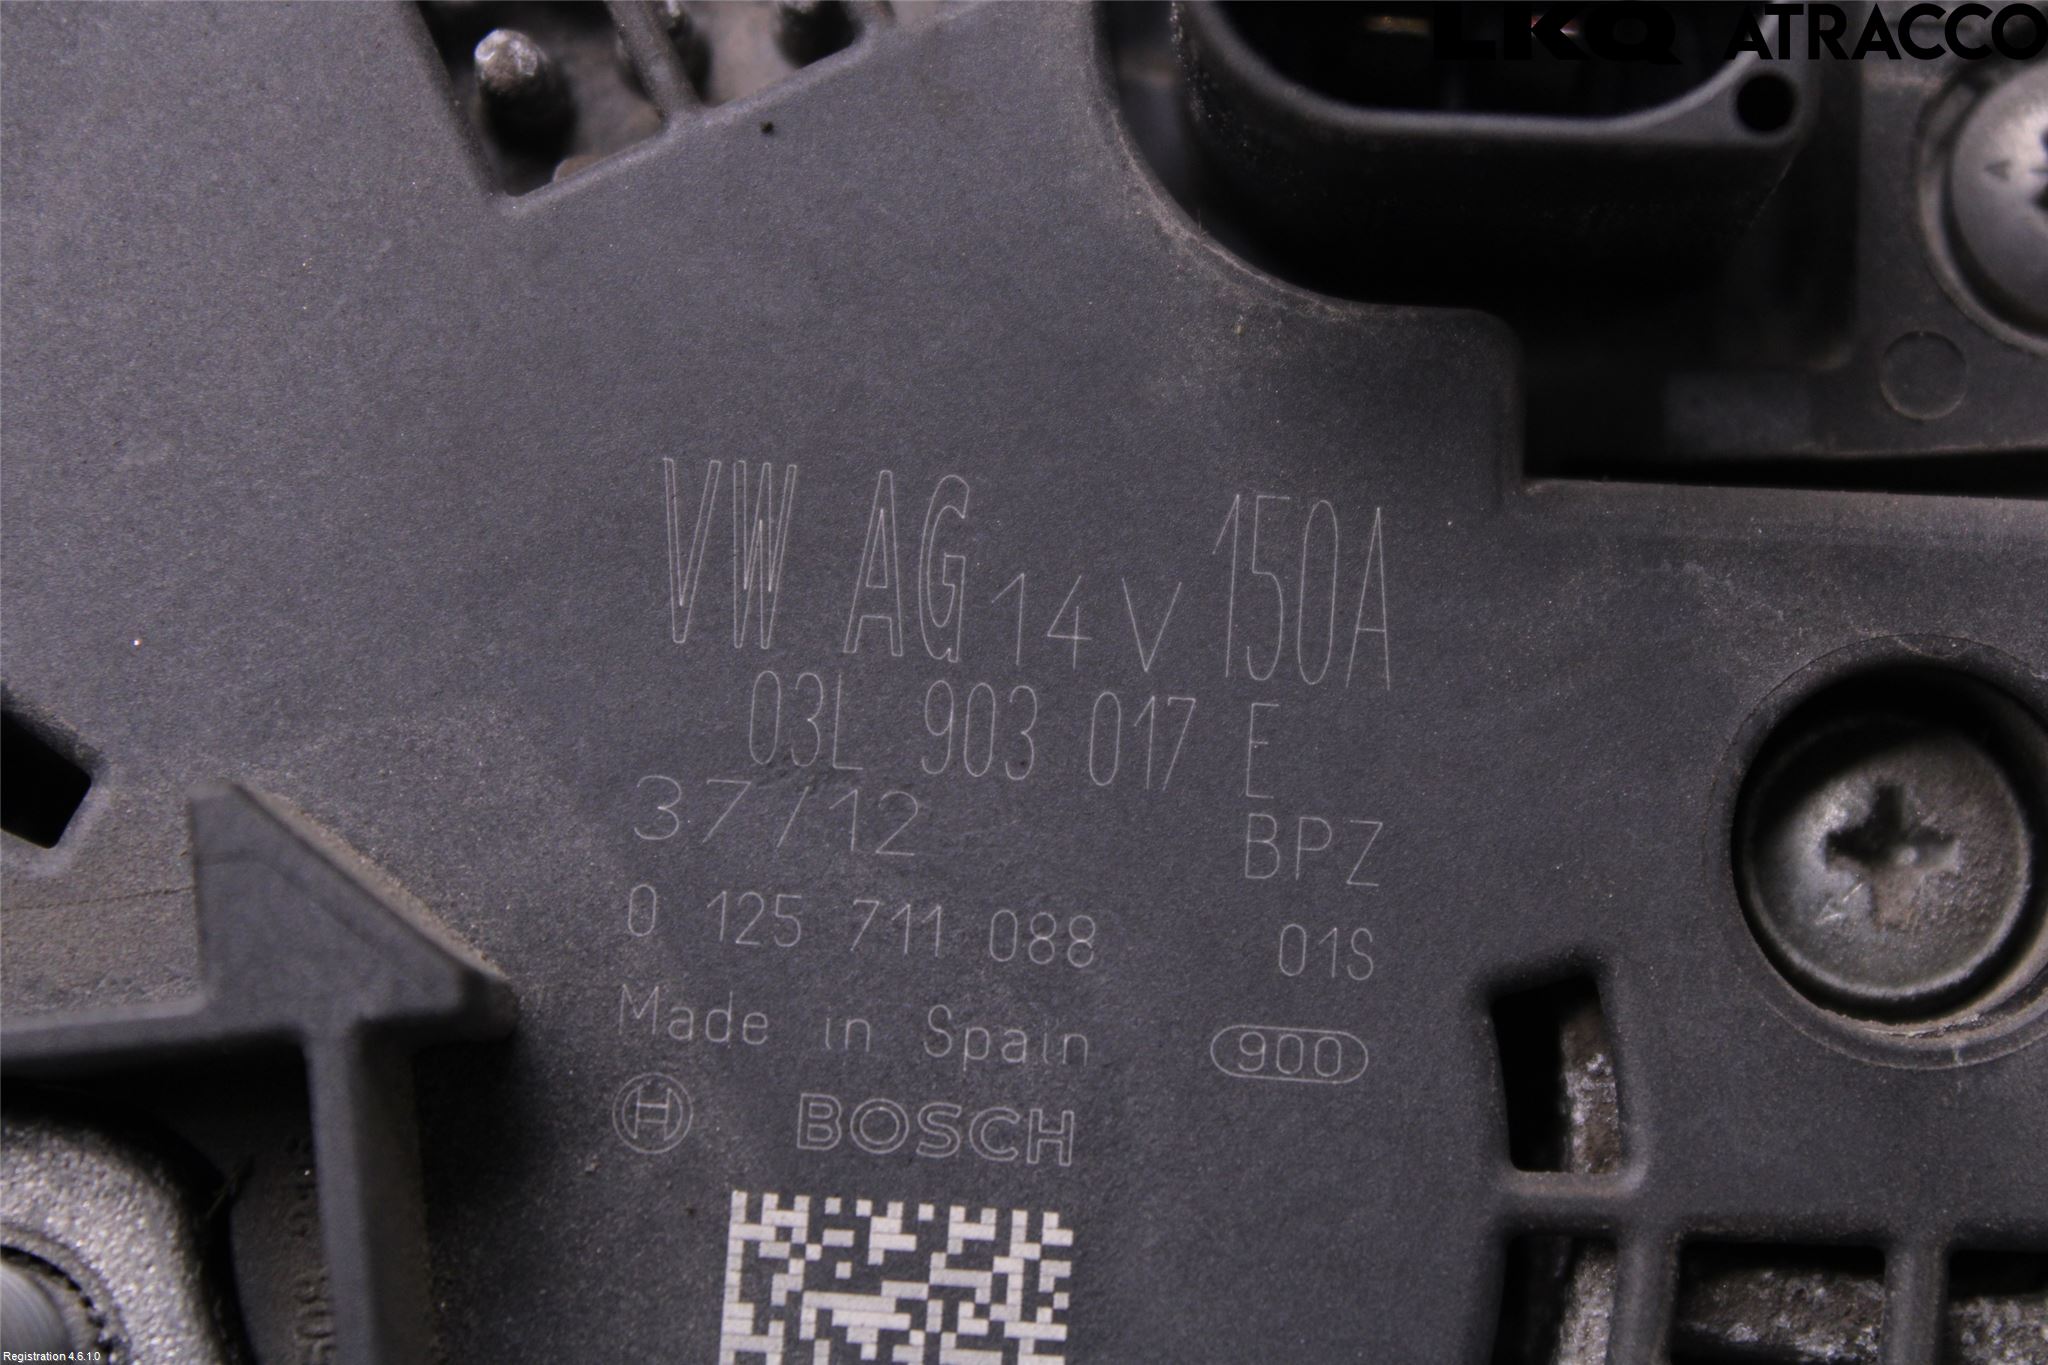 LKQ ATRACCO
VW AG 14V 150A
03L 903 017 E
37/12 BPZ
0 125 711 088 01S
Made in Spain 900
BOSCH
Registration 4.6.1.0